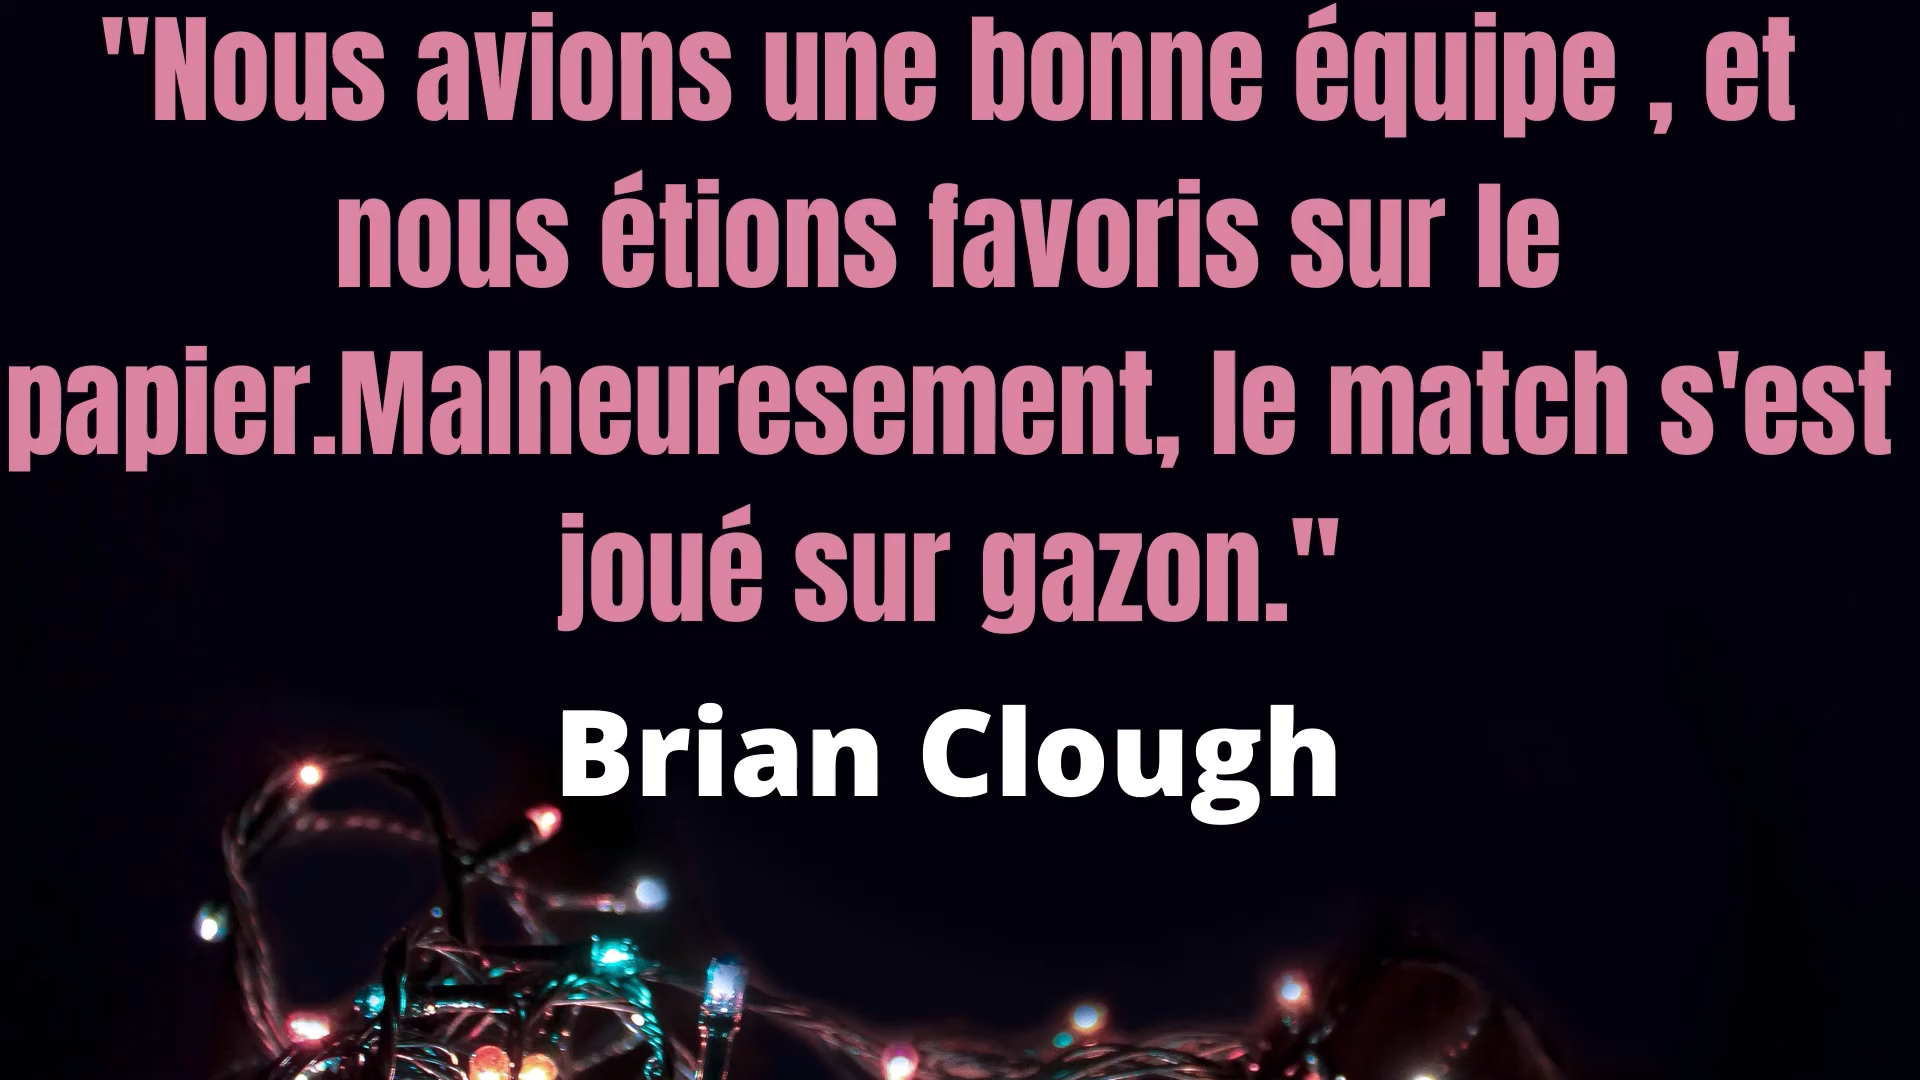 "Nous avions une bonne équipe , et
nous étions favoris sur le
papier.Malheuresement, le match s'est
joué sur gazon."
Brian Clough